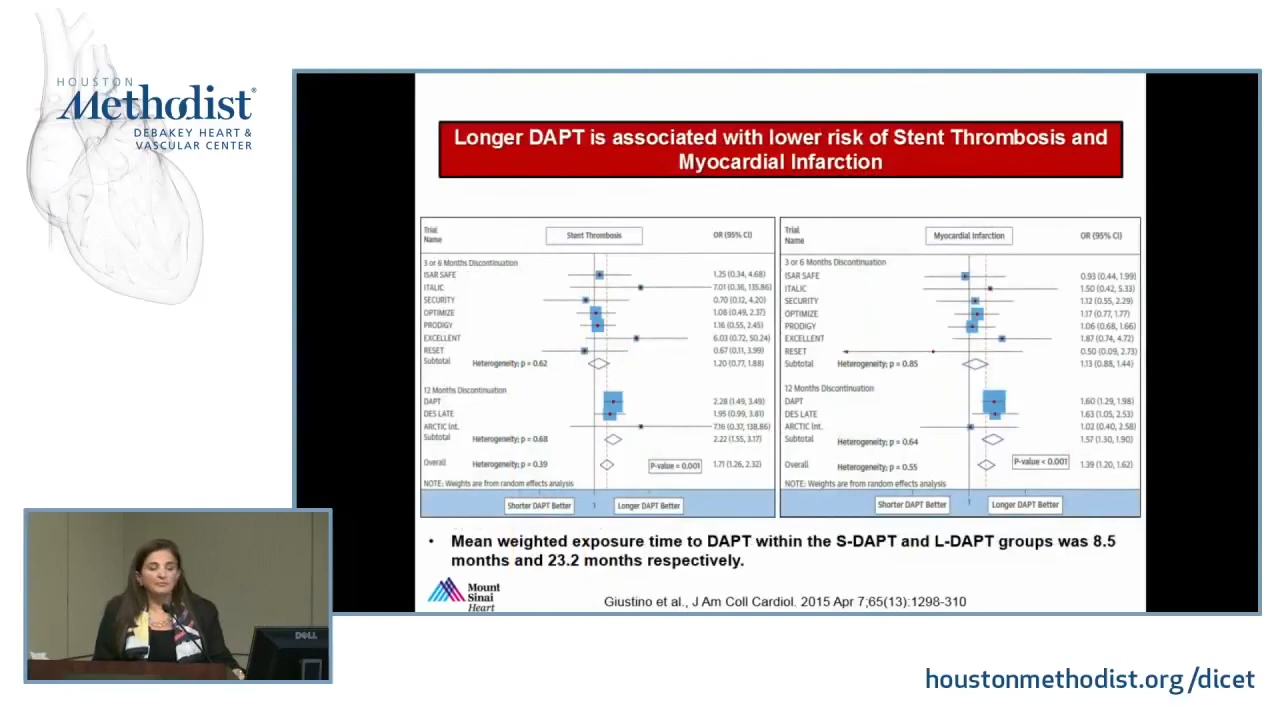 HOUSTON
Methodist®
DEBAKEY HEART &
VASCULAR CENTER
Longer DAPT is associated with lower risk of Stent Thrombosis and
Myocardial Infarction
Trial
Name
Stent Thrombosis
OR (95% CI)
3 or 6 Months Discontinuation
ISAR SAFE 1.25 (0.34, 4.68)
ITALIC 7.01 (0.36, 135.86)
SECURITY 0.70 (0.12, 4.20)
OPTIMIZE 1.08 (0.49, 2.37)
PRODIGY 1.16 (0.55, 2.45)
EXCELLENT 6.03 (0.72, 50.24)
RESET 0.67 (0.11, 3.99)
Subtotal Heterogeneity; p = 0.62 1.20 (0.77, 1.88)
12 Months Discontinuation
DAPT 2.28 (1.49, 3.49)
DES LATE 1.95 (0.99, 3.81)
ARCTIC Int. 7.16 (0.37, 138.86)
Subtotal Heterogeneity; p = 0.68 2.22 (1.55, 3.17)
Overall Heterogeneity; p = 0.39 P-value = 0.001 1.71 (1.26, 2.32)
NOTE: Weights are from random effects analysis
Shorter DAPT Better 1 Longer DAPT Better
Trial
Name
Myocardial Infarction
OR (95% CI)
3 or 6 Months Discontinuation
ISAR SAFE 0.93 (0.44, 1.99)
ITALIC 1.50 (0.42, 5.33)
SECURITY 1.12 (0.55, 2.29)
OPTIMIZE 1.17 (0.77, 1.77)
PRODIGY 1.06 (0.68, 1.66)
EXCELLENT 1.87 (0.74, 4.72)
RESET 0.50 (0.09, 2.73)
Subtotal Heterogeneity; p = 0.85 1.13 (0.88, 1.44)
12 Months Discontinuation
DAPT 1.60 (1.29, 1.98)
DES LATE 1.63 (1.05, 2.53)
ARCTIC Int. 1.02 (0.40, 2.58)
Subtotal Heterogeneity; p = 0.64 1.57 (1.30, 1.90)
Overall Heterogeneity; p = 0.55 P-value < 0.001 1.39 (1.20, 1.62)
NOTE: Weights are from random effects analysis
Shorter DAPT Better 1 Longer DAPT Better
• Mean weighted exposure time to DAPT within the S-DAPT and L-DAPT groups was 8.5
months and 23.2 months respectively.
Mount
Sinai
Heart
Giustino et al., J Am Coll Cardiol. 2015 Apr 7;65(13):1298-310
DELL
houstonmethodist.org/dicet